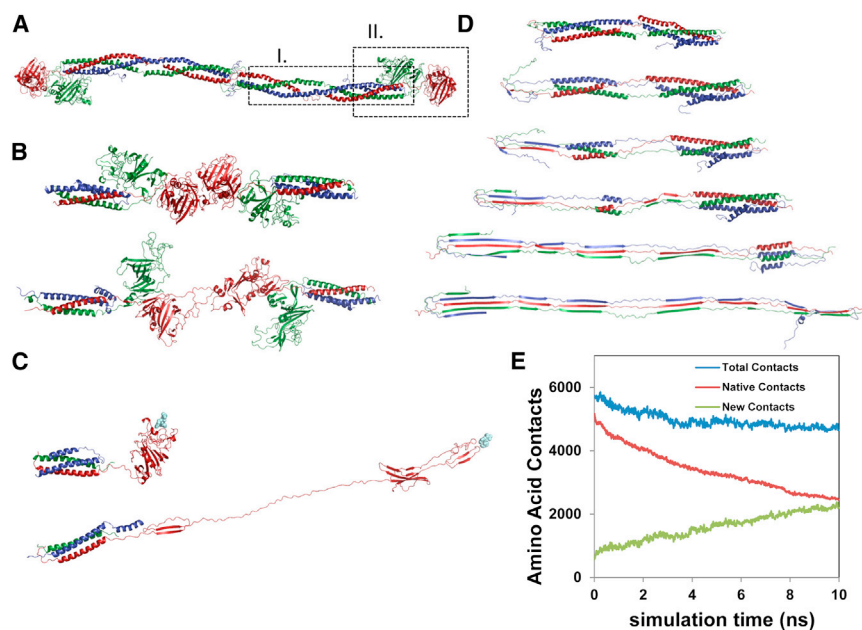 A
I.
II.
B
C
D
E
Total Contacts
Native Contacts
New Contacts
6000
4000
2000
0
Amino Acid Contacts
0 2 4 6 8 10
simulation time (ns)